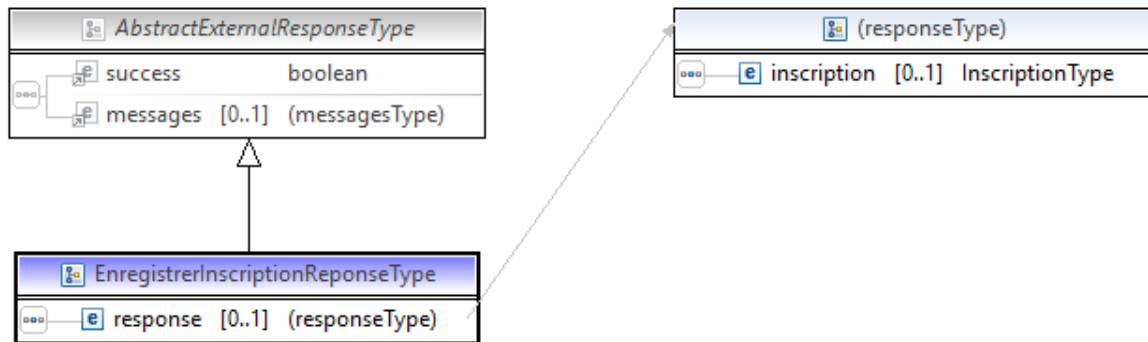 AbstractExternalResponseType
success boolean
messages [0..1] (messagesType)
(responseType)
e inscription [0..1] InscriptionType
EnregistrerInscriptionReponseType
e response [0..1] (responseType)